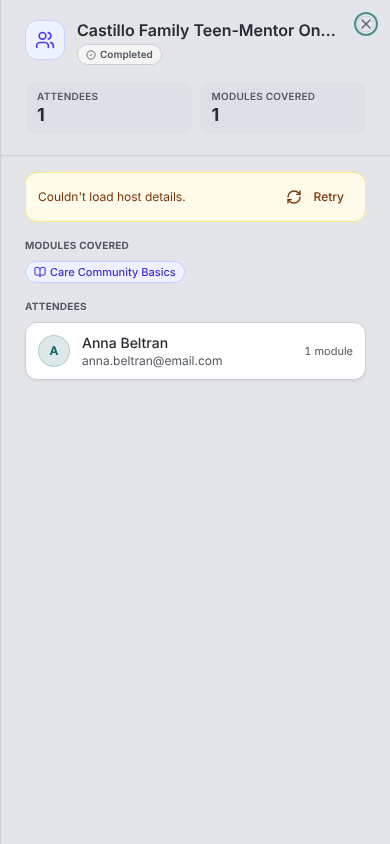 Castillo Family Teen-Mentor On...
Completed
ATTENDEES
1
MODULES COVERED
1
Couldn't load host details.
Retry
MODULES COVERED
Care Community Basics
ATTENDEES
A
Anna Beltran
anna.beltran@email.com
1 module